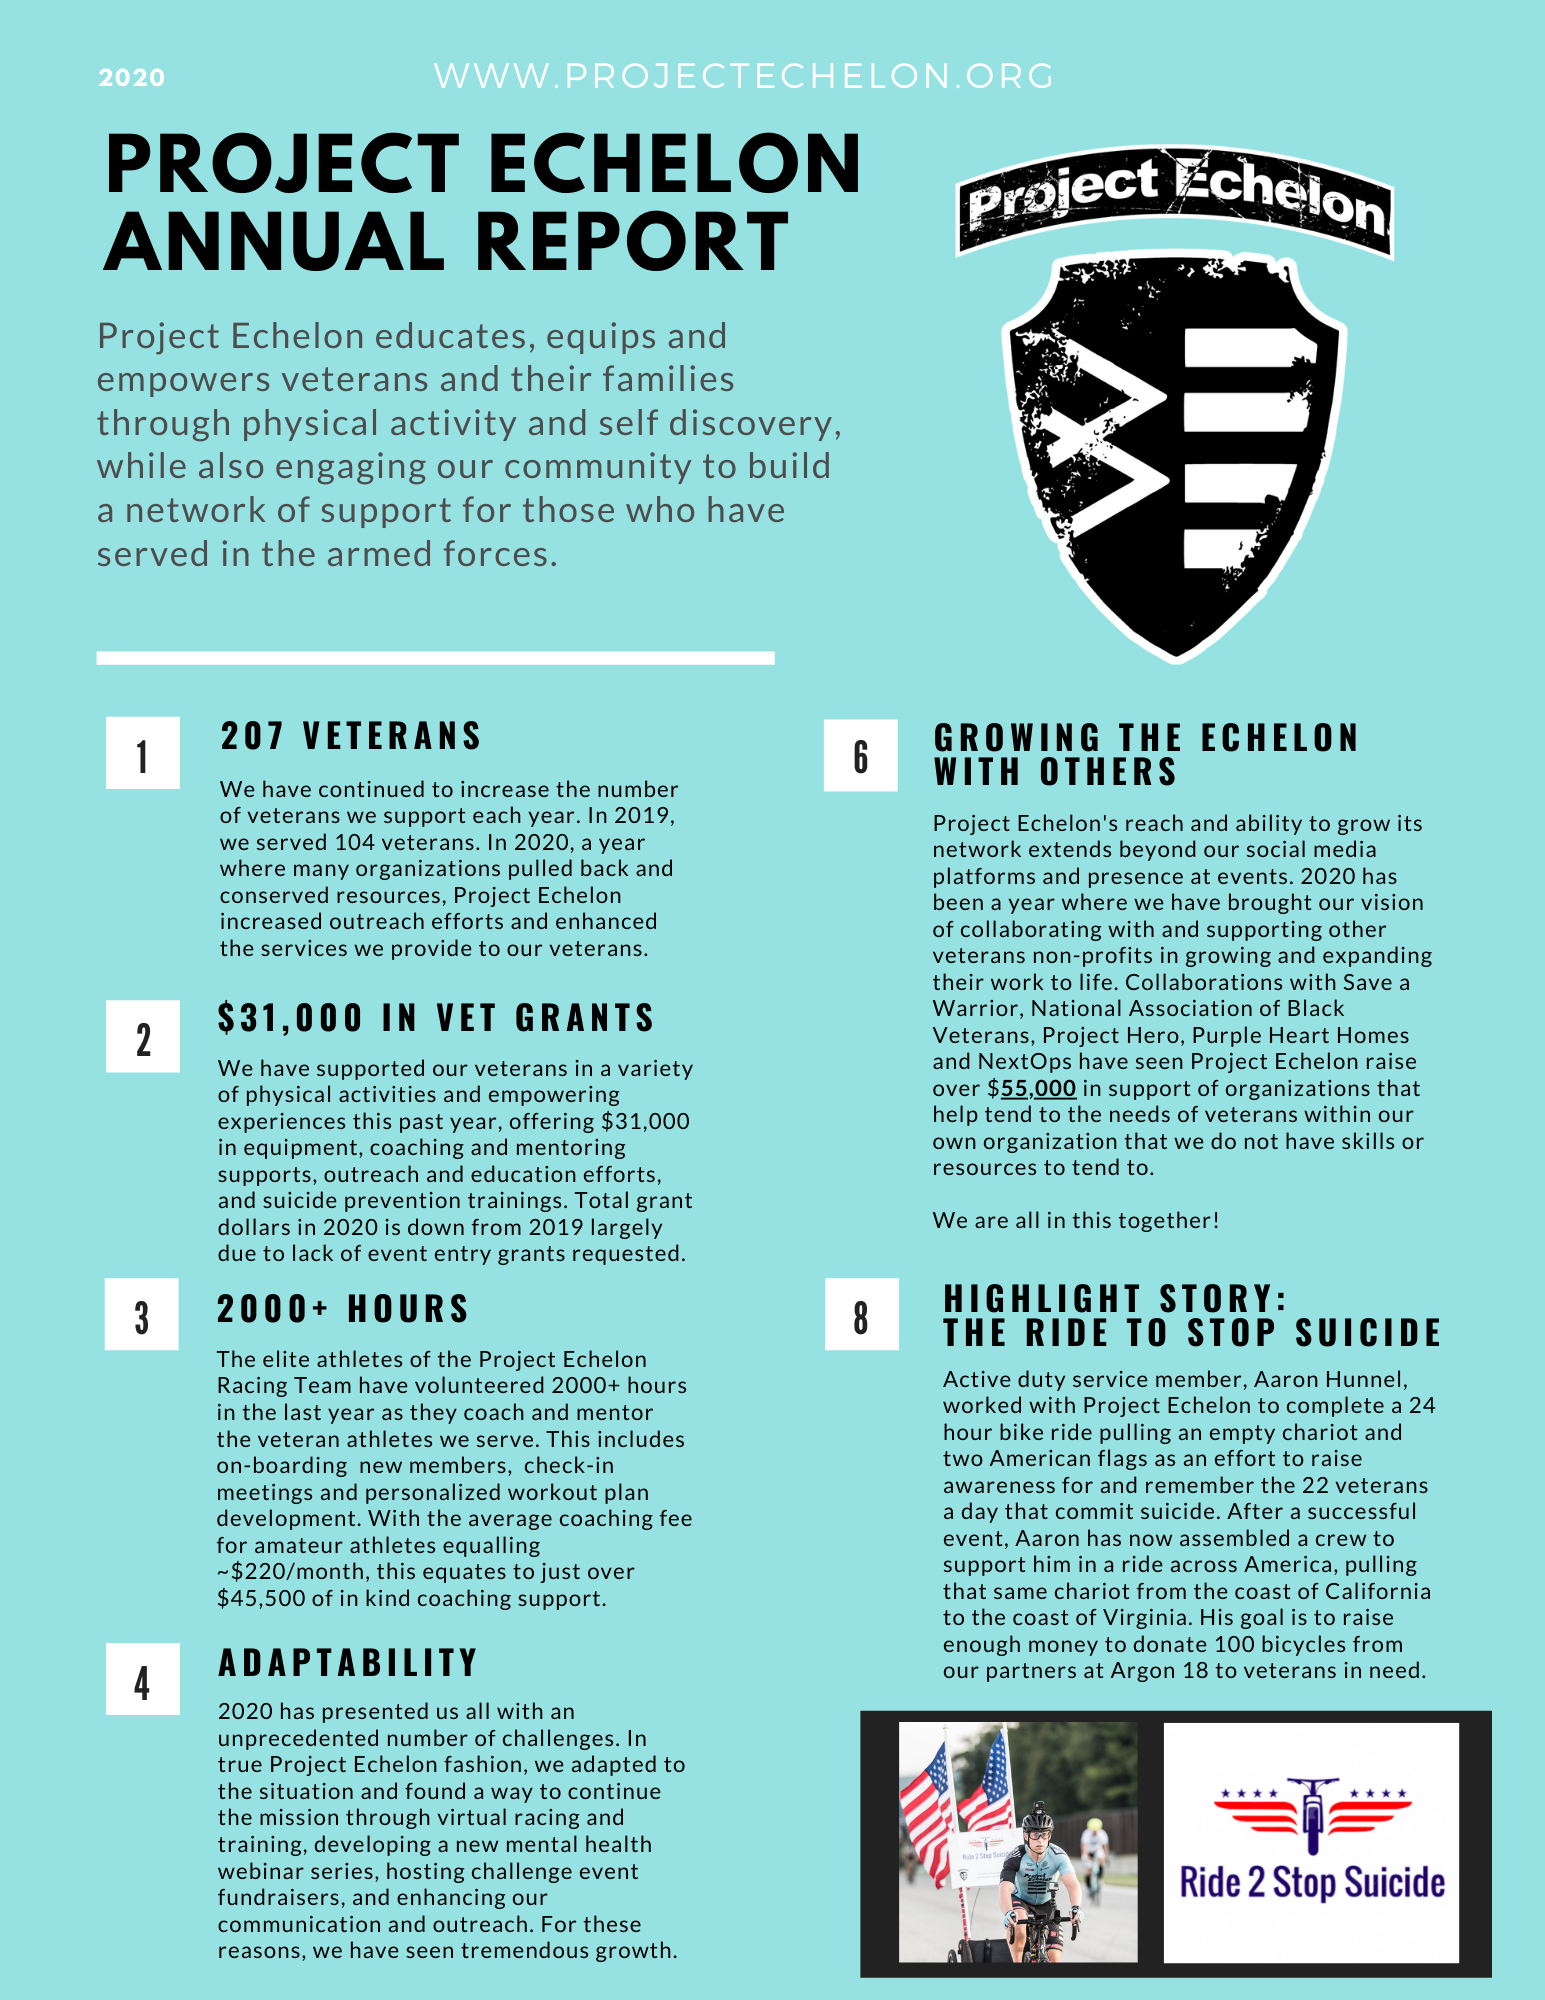 2020
WWW.PROJECTECHELON.ORG
PROJECT ECHELON
ANNUAL REPORT
Project Echelon
Project Echelon educates, equips and
empowers veterans and their families
through physical activity and self discovery,
while also engaging our community to build
a network of support for those who have
served in the armed forces.
1
207 VETERANS
We have continued to increase the number
of veterans we support each year. In 2019,
we served 104 veterans. In 2020, a year
where many organizations pulled back and
conserved resources, Project Echelon
increased outreach efforts and enhanced
the services we provide to our veterans.
2
$31,000 IN VET GRANTS
We have supported our veterans in a variety
of physical activities and empowering
experiences this past year, offering $31,000
in equipment, coaching and mentoring
supports, outreach and education efforts,
and suicide prevention trainings. Total grant
dollars in 2020 is down from 2019 largely
due to lack of event entry grants requested.
3
2000+ HOURS
The elite athletes of the Project Echelon
Racing Team have volunteered 2000+ hours
in the last year as they coach and mentor
the veteran athletes we serve. This includes
on-boarding new members, check-in
meetings and personalized workout plan
development. With the average coaching fee
for amateur athletes equalling
~$220/month, this equates to just over
$45,500 of in kind coaching support.
4
ADAPTABILITY
2020 has presented us all with an
unprecedented number of challenges. In
true Project Echelon fashion, we adapted to
the situation and found a way to continue
the mission through virtual racing and
training, developing a new mental health
webinar series, hosting challenge event
fundraisers, and enhancing our
communication and outreach. For these
reasons, we have seen tremendous growth.
6
GROWING THE ECHELON
WITH OTHERS
Project Echelon's reach and ability to grow its
network extends beyond our social media
platforms and presence at events. 2020 has
been a year where we have brought our vision
of collaborating with and supporting other
veterans non-profits in growing and expanding
their work to life. Collaborations with Save a
Warrior, National Association of Black
Veterans, Project Hero, Purple Heart Homes
and NextOps have seen Project Echelon raise
over $55,000 in support of organizations that
help tend to the needs of veterans within our
own organization that we do not have skills or
resources to tend to.
We are all in this together!
8
HIGHLIGHT STORY:
THE RIDE TO STOP SUICIDE
Active duty service member, Aaron Hunnel,
worked with Project Echelon to complete a 24
hour bike ride pulling an empty chariot and
two American flags as an effort to raise
awareness for and remember the 22 veterans
a day that commit suicide. After a successful
event, Aaron has now assembled a crew to
support him in a ride across America, pulling
that same chariot from the coast of California
to the coast of Virginia. His goal is to raise
enough money to donate 100 bicycles from
our partners at Argon 18 to veterans in need.
Ride 2 Stop Suicide
Ride 2 Stop Suicide